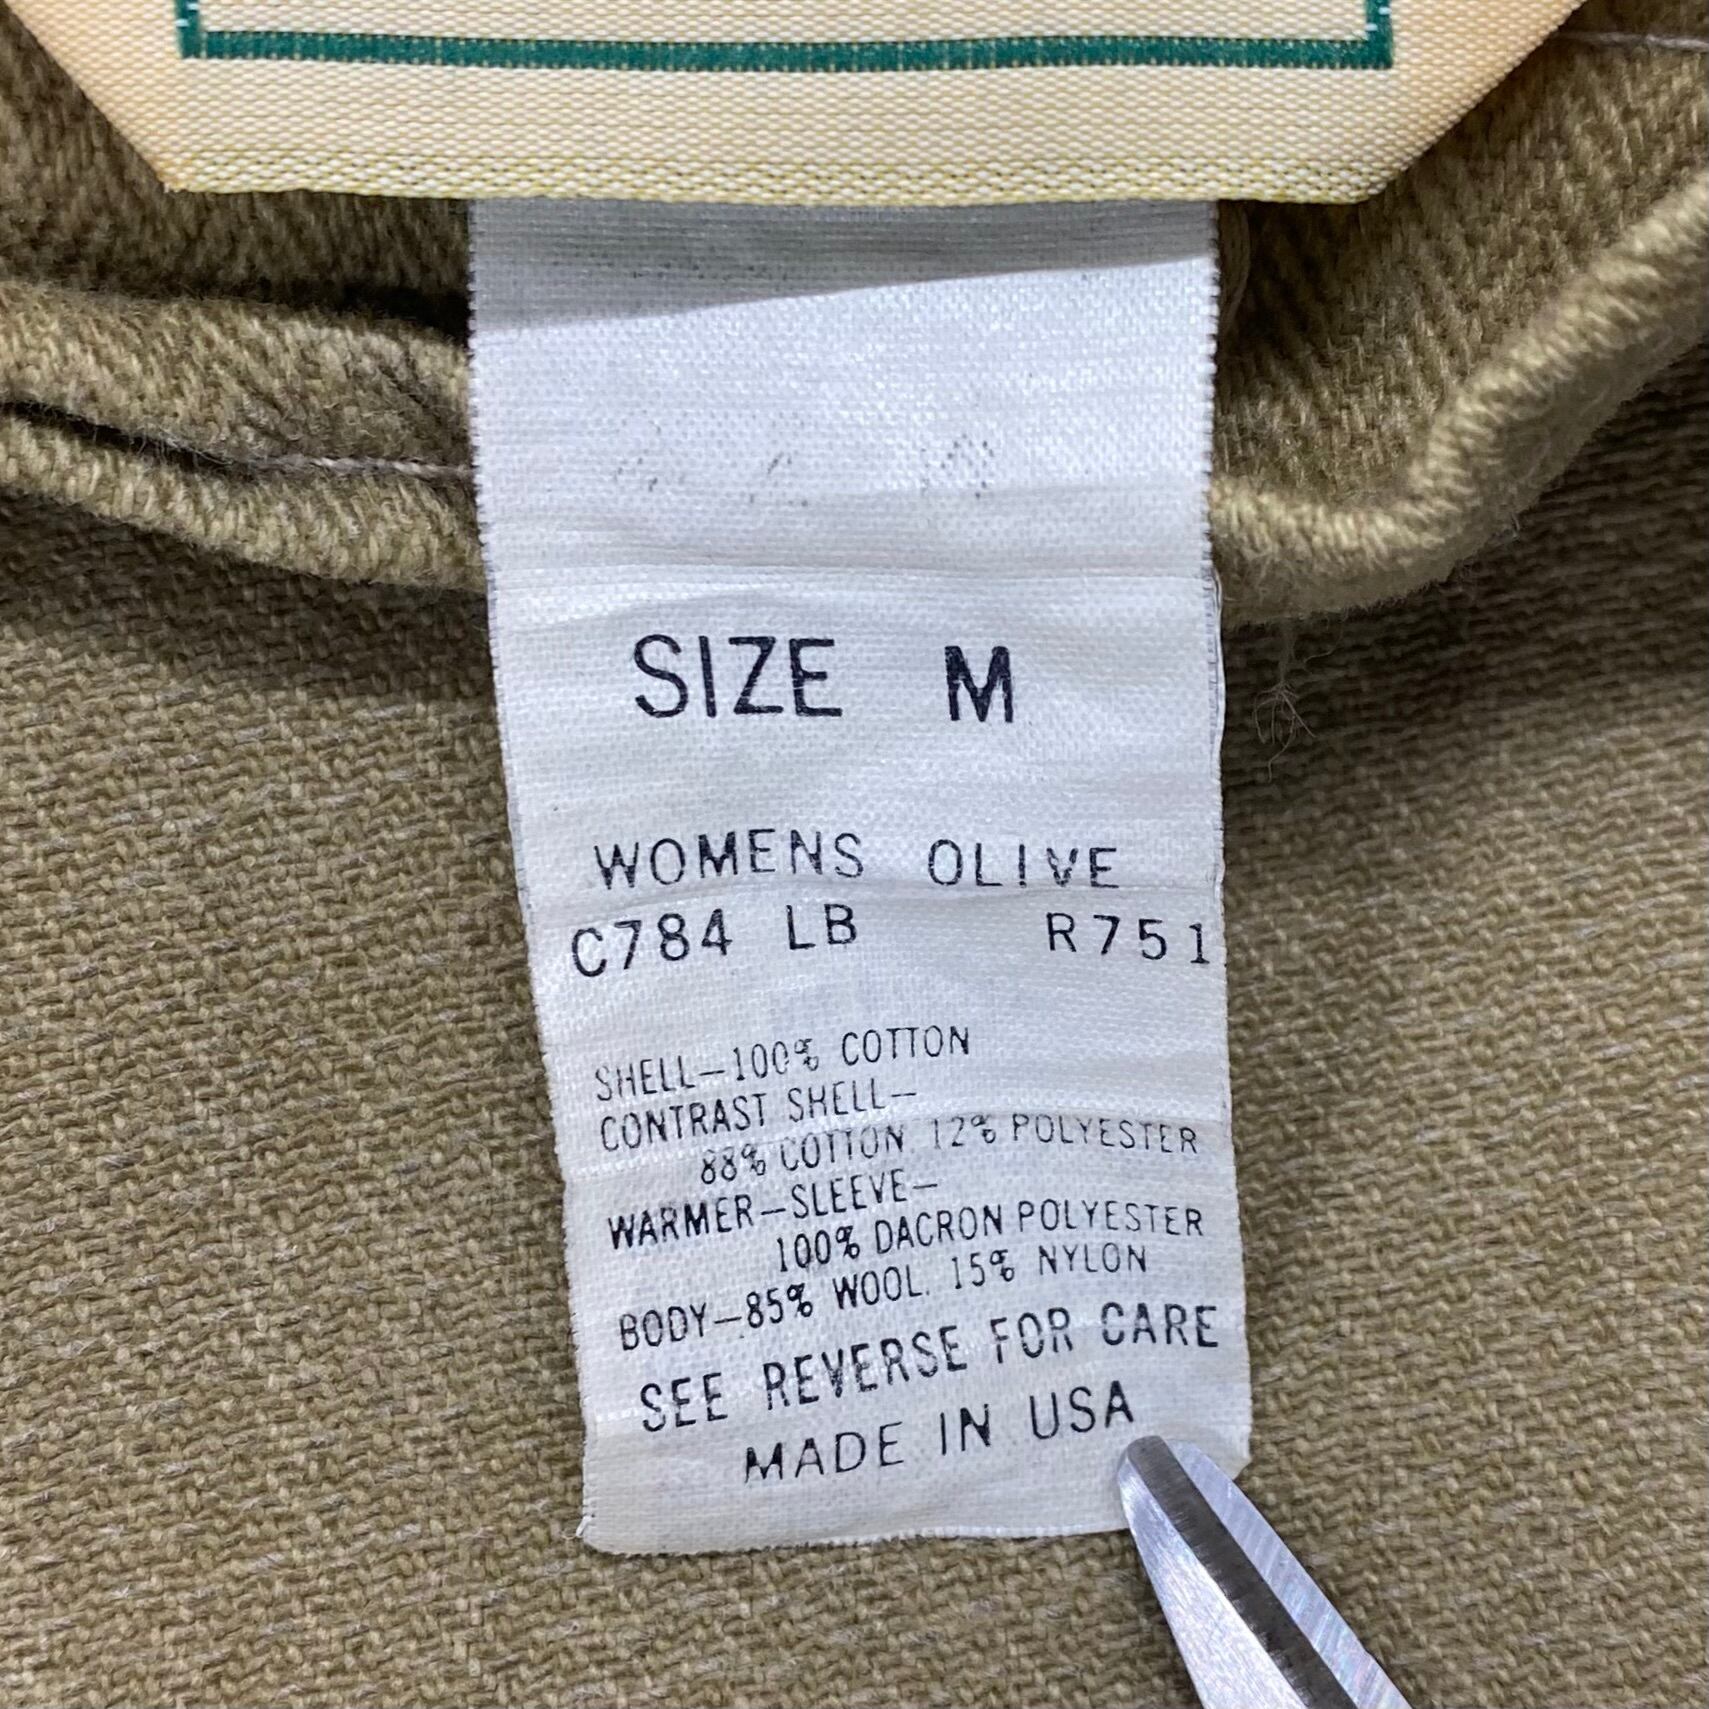 SIZE M
WOMENS OLIVE
C784 LB R751
SHELL—100% COTTON
CONTRAST SHELL—
88% COTTON. 12% POLYESTER
WARMER—SLEEVE—
100% DACRON POLYESTER
BODY—85% WOOL. 15% NYLON
SEE REVERSE FOR CARE
MADE IN USA